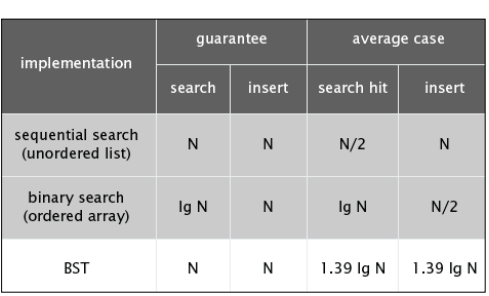 implementation guarantee average case
search insert search hit insert
sequential search
(unordered list) N N N/2 N
binary search
(ordered array) lg N N lg N N/2
BST N N 1.39 lg N 1.39 lg N